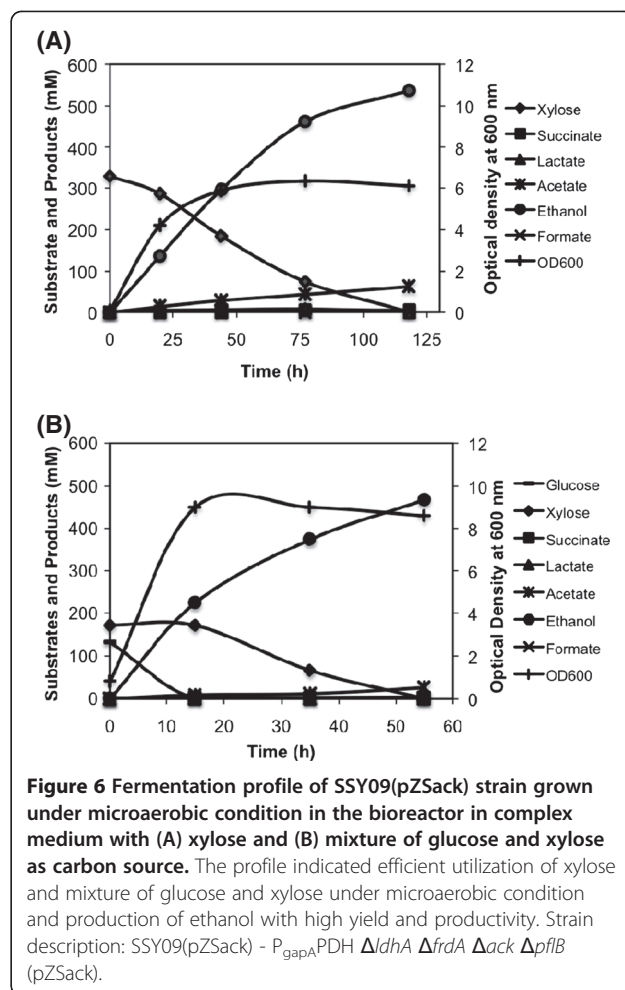 (A)
600
500
400
300
200
100
0
Substrate and Products (mM)
12
10
8
6
4
2
0
Optical density at 600 nm
0 25 50 75 100 125
Time (h)
Xylose
Succinate
Lactate
Acetate
Ethanol
Formate
OD600
(B)
600
500
400
300
200
100
0
Substrates and Products (mM)
12
10
8
6
4
2
0
Optical Density at 600 nm
0 10 20 30 40 50 60
Time (h)
Glucose
Xylose
Succinate
Lactate
Acetate
Ethanol
Formate
OD600
Figure 6 Fermentation profile of SSY09(pZSack) strain grown
under microaerobic condition in the bioreactor in complex
medium with (A) xylose and (B) mixture of glucose and xylose
as carbon source. The profile indicated efficient utilization of xylose
and mixture of glucose and xylose under microaerobic condition
and production of ethanol with high yield and productivity. Strain
description: SSY09(pZSack) - PgapAPDH ΔldhA ΔfrdA Δack ΔpflB
(pZSack).